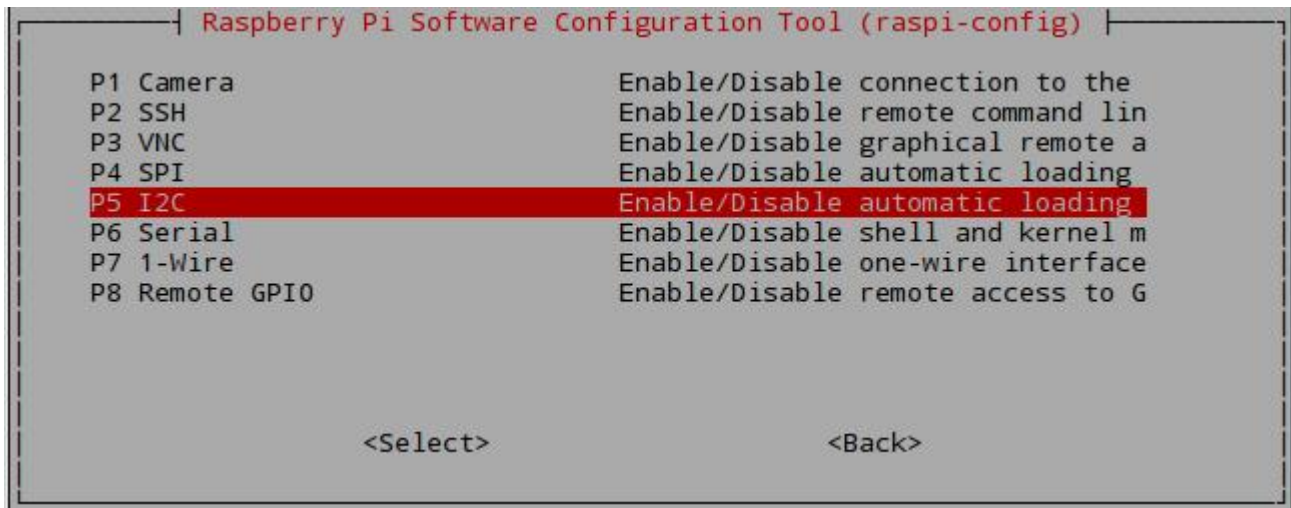 Raspberry Pi Software Configuration Tool (raspi-config)
P1 Camera Enable/Disable connection to the
P2 SSH Enable/Disable remote command lin
P3 VNC Enable/Disable graphical remote a
P4 SPI Enable/Disable automatic loading
P5 I2C Enable/Disable automatic loading
P6 Serial Enable/Disable shell and kernel m
P7 1-Wire Enable/Disable one-wire interface
P8 Remote GPIO Enable/Disable remote access to G
<Select> <Back>